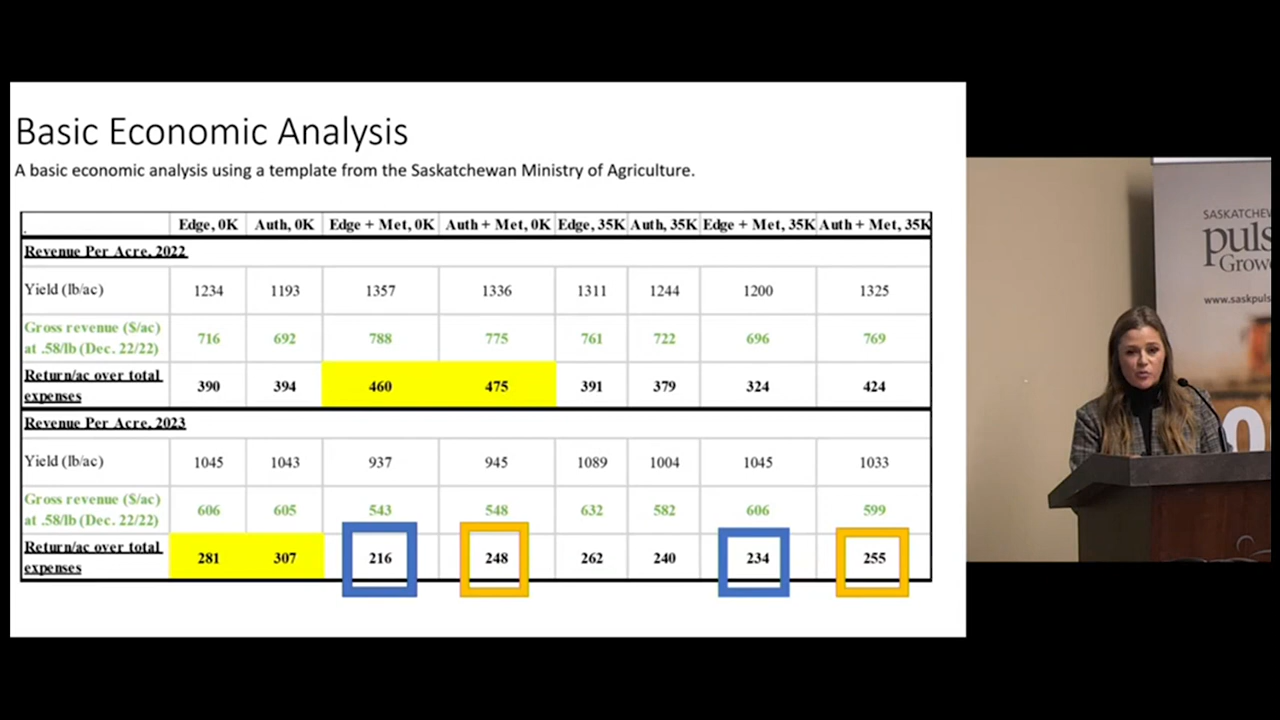 Basic Economic Analysis
A basic economic analysis using a template from the Saskatchewan Ministry of Agriculture.
. Edge, 0K Auth, 0K Edge + Met, 0K Auth + Met, 0K Edge, 35K Auth, 35K Edge + Met, 35K Auth + Met, 35K
Revenue Per Acre, 2022
Yield (lb/ac) 1234 1193 1357 1336 1311 1244 1200 1325
Gross revenue ($/ac)
at .58/lb (Dec. 22/22) 716 692 788 775 761 722 696 769
Return/ac over total
expenses 390 394 460 475 391 379 324 424
Revenue Per Acre, 2023
Yield (lb/ac) 1045 1043 937 945 1089 1004 1045 1033
Gross revenue ($/ac)
at .58/lb (Dec. 22/22) 606 605 543 548 632 582 606 599
Return/ac over total
expenses 281 307 216 248 262 240 234 255
SASKATCHEW
puls
Growe
www.saskpuls
0